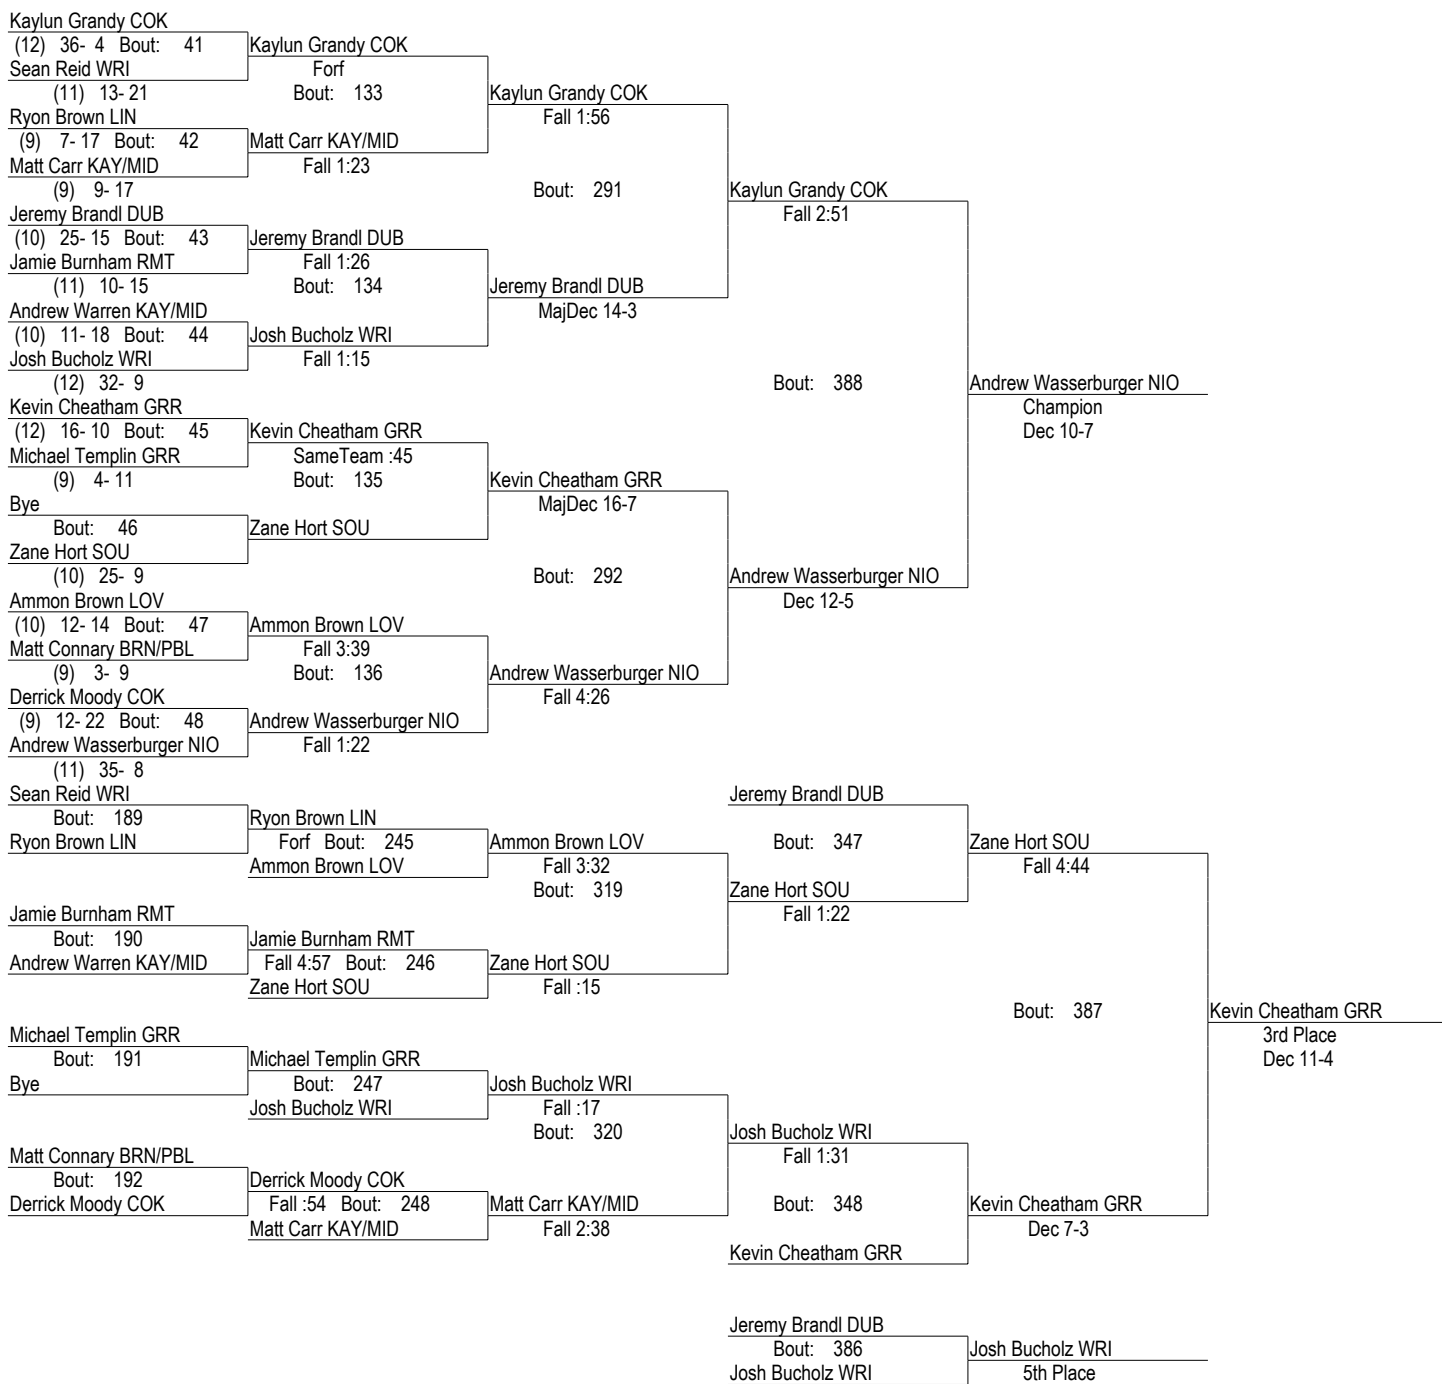 Kaylun Grandy COK
(12) 36- 4 Bout: 41 Kaylun Grandy COK
Sean Reid WRI Forf
(11) 13- 21 Bout: 133 Kaylun Grandy COK
Ryon Brown LIN Fall 1:56
(9) 7- 17 Bout: 42 Matt Carr KAY/MID
Matt Carr KAY/MID Fall 1:23
(9) 9- 17 Bout: 291 Kaylun Grandy COK
Jeremy Brandl DUB Fall 2:51
(10) 25- 15 Bout: 43 Jeremy Brandl DUB
Jamie Burnham RMT Fall 1:26
(11) 10- 15 Bout: 134 Jeremy Brandl DUB
Andrew Warren KAY/MID MajDec 14-3
(10) 11- 18 Bout: 44 Josh Bucholz WRI
Josh Bucholz WRI Fall 1:15
(12) 32- 9 Bout: 388 Andrew Wasserburger NIO
Kevin Cheatham GRR Champion
(12) 16- 10 Bout: 45 Kevin Cheatham GRR Dec 10-7
Michael Templin GRR SameTeam :45
(9) 4- 11 Bout: 135 Kevin Cheatham GRR
Bye MajDec 16-7
Bout: 46 Zane Hort SOU
Zane Hort SOU
(10) 25- 9 Bout: 292 Andrew Wasserburger NIO
Ammon Brown LOV Dec 12-5
(10) 12- 14 Bout: 47 Ammon Brown LOV
Matt Connary BRN/PBL Fall 3:39
(9) 3- 9 Bout: 136 Andrew Wasserburger NIO
Derrick Moody COK Fall 4:26
(9) 12- 22 Bout: 48 Andrew Wasserburger NIO
Andrew Wasserburger NIO Fall 1:22
(11) 35- 8
Sean Reid WRI Jeremy Brandl DUB
Bout: 189 Ryon Brown LIN
Ryon Brown LIN Forf Bout: 245 Ammon Brown LOV Bout: 347 Zane Hort SOU
Ammon Brown LOV Fall 3:32 Fall 4:44
Bout: 319 Zane Hort SOU
Jamie Burnham RMT Fall 1:22
Bout: 190 Jamie Burnham RMT
Andrew Warren KAY/MID Fall 4:57 Bout: 246 Zane Hort SOU
Zane Hort SOU Fall :15
Bout: 387 Kevin Cheatham GRR
Michael Templin GRR 3rd Place
Bout: 191 Michael Templin GRR Dec 11-4
Bye Bout: 247 Josh Bucholz WRI
Josh Bucholz WRI Fall :17
Bout: 320 Josh Bucholz WRI
Matt Connary BRN/PBL Fall 1:31
Bout: 192 Derrick Moody COK
Derrick Moody COK Fall :54 Bout: 248 Matt Carr KAY/MID Bout: 348 Kevin Cheatham GRR
Matt Carr KAY/MID Fall 2:38 Dec 7-3
Kevin Cheatham GRR
Jeremy Brandl DUB
Bout: 386 Josh Bucholz WRI
Josh Bucholz WRI 5th Place